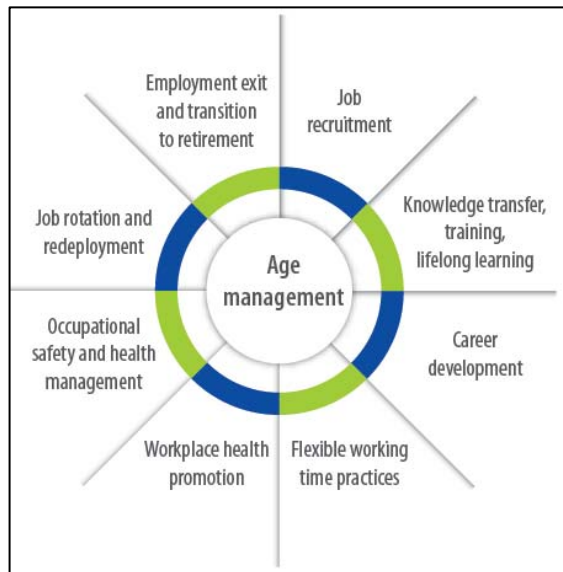 Employment exit
and transition
to retirement
Job
recruitment
Job rotation and
redeployment
Knowledge transfer,
training,
lifelong learning
Age
management
Occupational
safety and health
management
Career
development
Workplace health
promotion
Flexible working
time practices